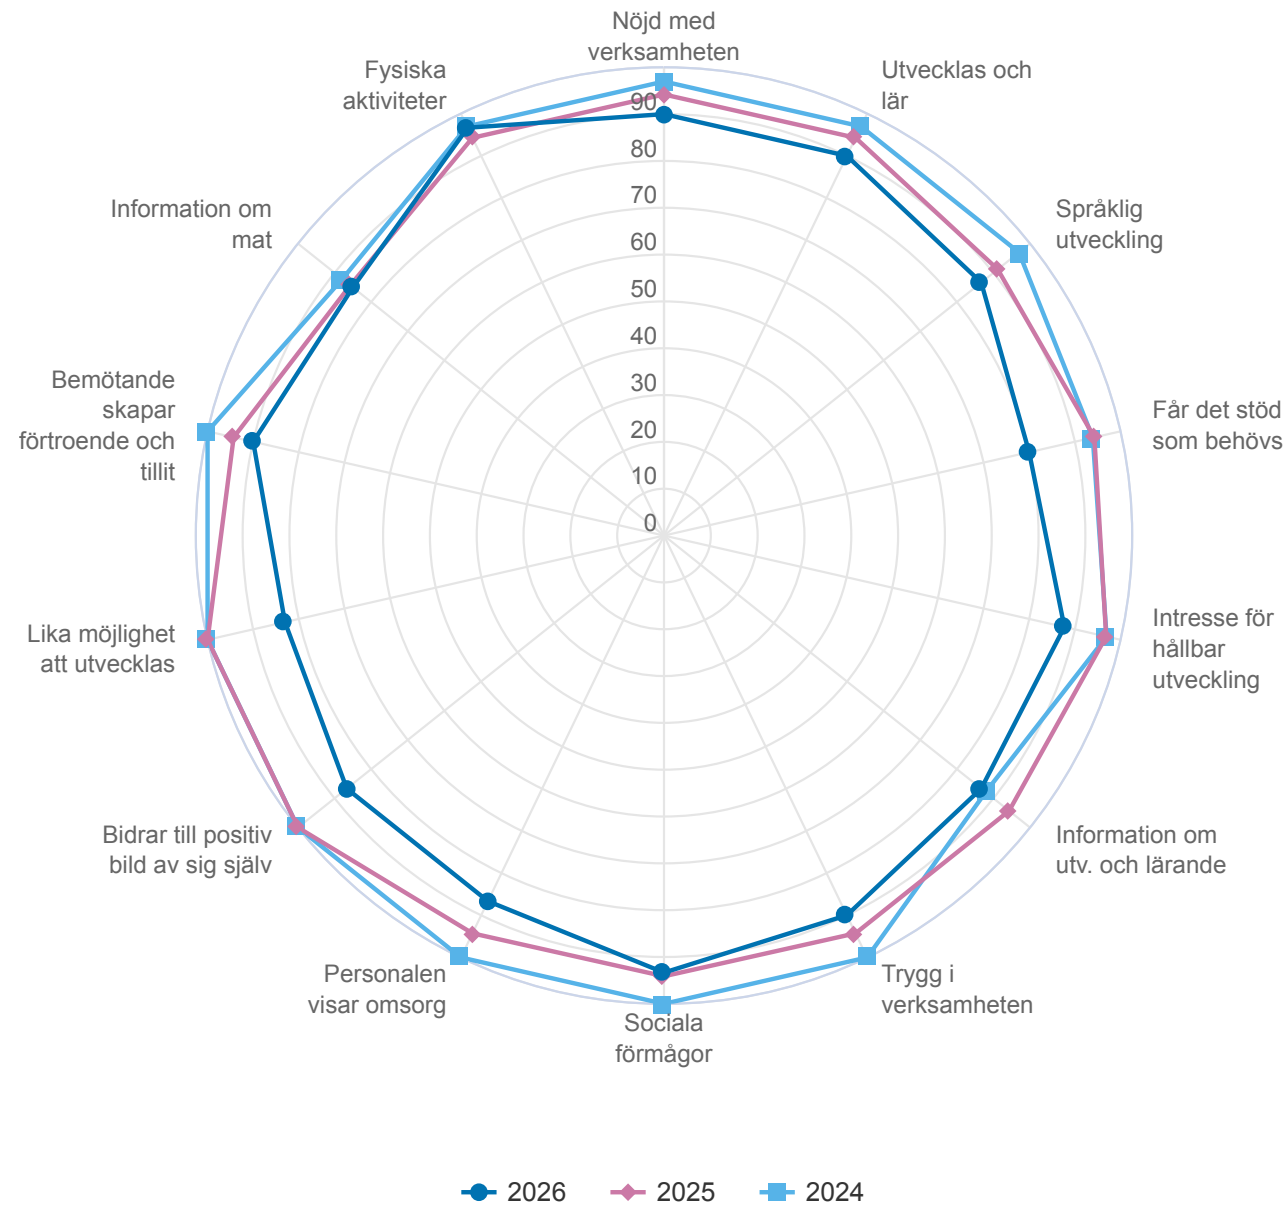 Nöjd med
verksamheten
Utvecklas och
lär
Språklig
utveckling
Får det stöd
som behövs
Intresse för
hållbar
utveckling
Information om
utv. och lärande
Trygg i
verksamheten
Sociala
förmågor
Personalen
visar omsorg
Bidrar till positiv
bild av sig själv
Lika möjlighet
att utvecklas
Bemötande
skapar
förtroende och
tillit
Information om
mat
Fysiska
aktiviteter
90
80
70
60
50
40
30
20
10
0
2026
2025
2024